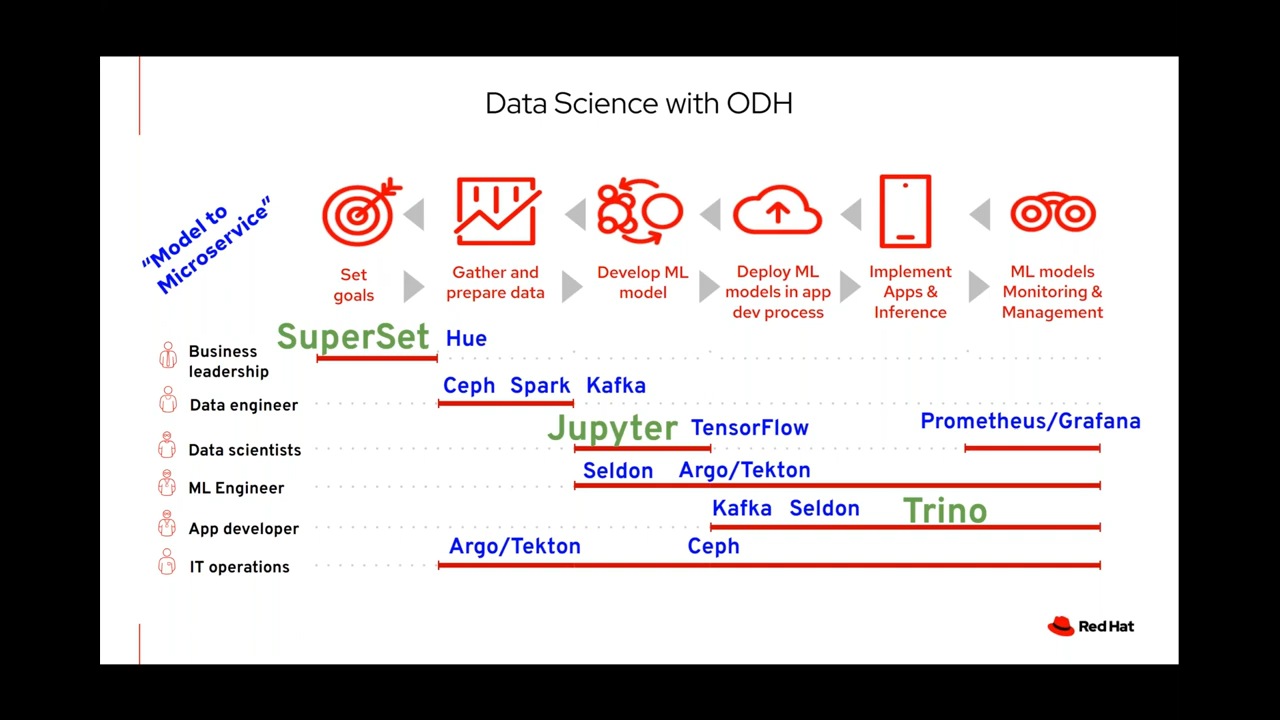 Data Science with ODH
“Model to
Microservice”
Set
goals
Gather and
prepare data
Develop ML
model
Deploy ML
models in app
dev process
Implement
Apps &
Inference
ML models
Monitoring &
Management
SuperSet Hue
Business
leadership
Ceph Spark Kafka
Data engineer
Jupyter TensorFlow Prometheus/Grafana
Data scientists
Seldon Argo/Tekton
ML Engineer
Kafka Seldon Trino
App developer
Argo/Tekton Ceph
IT operations
Red Hat